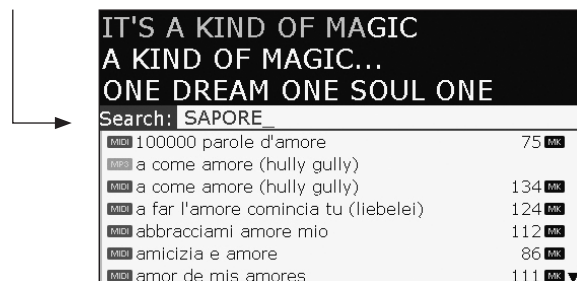 IT'S A KIND OF MAGIC
A KIND OF MAGIC...
ONE DREAM ONE SOUL ONE
Search: SAPORE_
MIDI 100000 parole d'amore 75 MK
MP3 a come amore (hully gully)
MIDI a come amore (hully gully) 134 MK
MIDI a far l'amore comincia tu (liebelei) 124 MK
MIDI abbracciami amore mio 112 MK
MIDI amicizia e amore 86 MK
MIDI amor de mis amores 111 MK